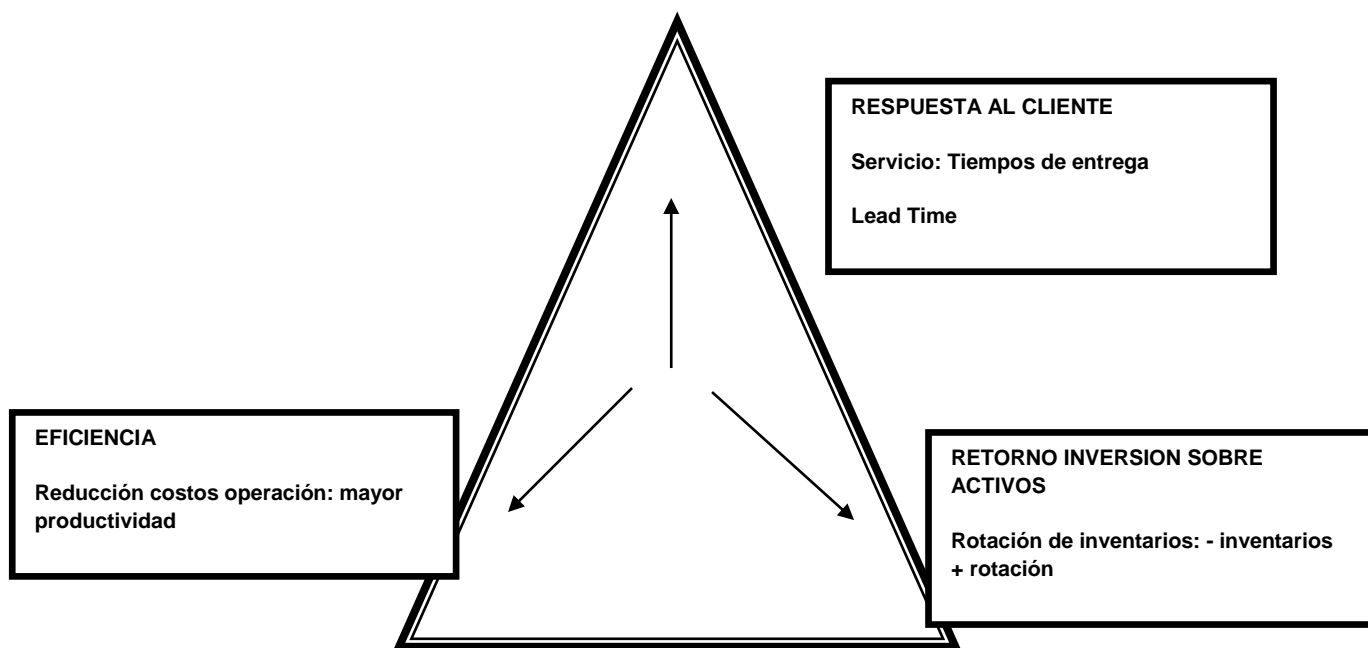 RESPUESTA AL CLIENTE
Servicio: Tiempos de entrega
Lead Time
EFICIENCIA
Reducción costos operación: mayor
productividad
RETORNO INVERSION SOBRE
ACTIVOS
Rotación de inventarios: - inventarios
+ rotación